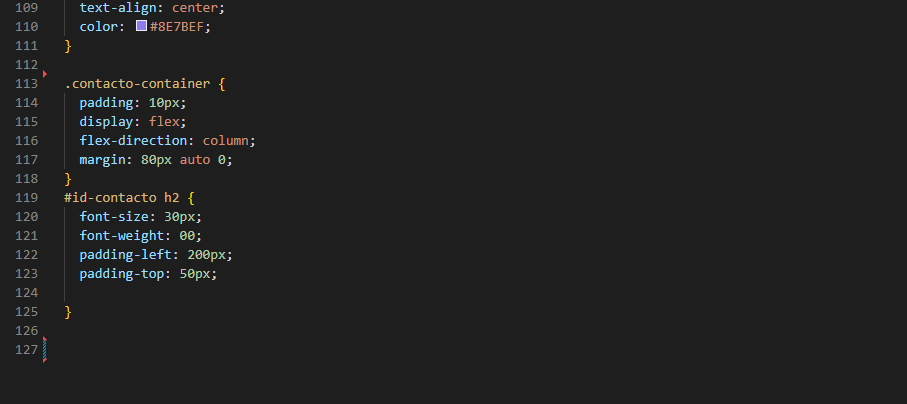 109 text-align: center;
110 color: #8E7BEF;
111 }
112
113 .contacto-container {
114 padding: 10px;
115 display: flex;
116 flex-direction: column;
117 margin: 80px auto 0;
118 }
119 #id-contacto h2 {
120 font-size: 30px;
121 font-weight: 00;
122 padding-left: 200px;
123 padding-top: 50px;
124
125 }
126
127